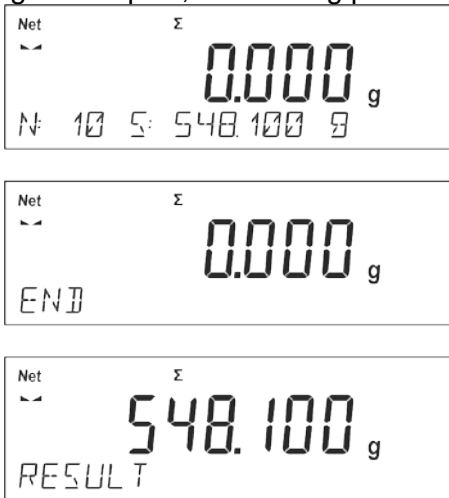 Net Σ
0.000 g
N: 10 S: 548.100 g
Net Σ
0.000 g
END
Net Σ
548.100 g
RESULT